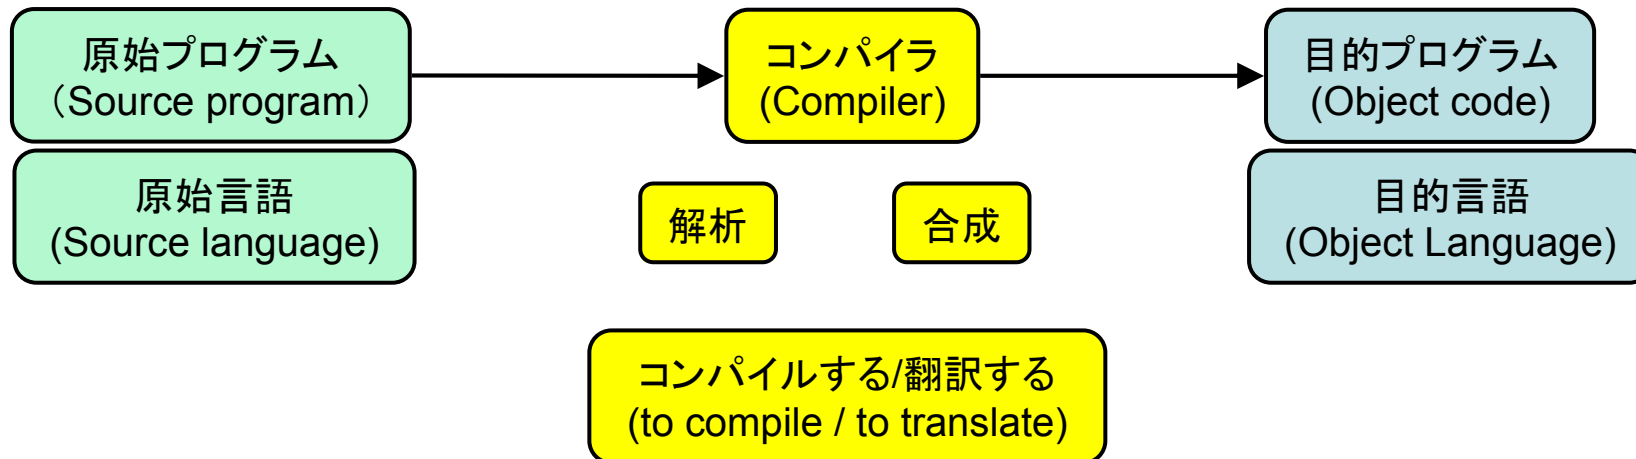 原始プログラム
（Source program）
コンパイラ
(Compiler)
目的プログラム
(Object code)
原始言語
(Source language)
解析
合成
目的言語
(Object Language)
コンパイルする/翻訳する
(to compile / to translate)